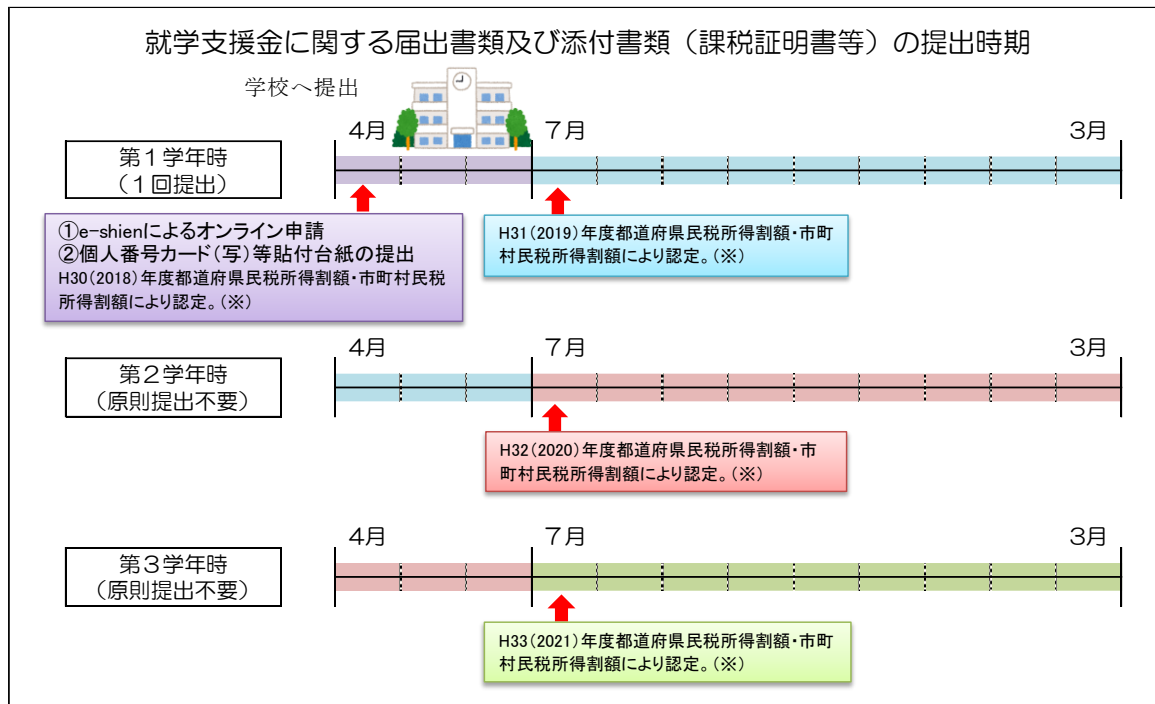 就学支援金に関する届出書類及び添付書類（課税証明書等）の提出時期
学校へ提出
4月
7月
3月
第１学年時
（１回提出）
①e-shienによるオンライン申請
②個人番号カード（写）等貼付台紙の提出
H30（2018）年度都道府県民税所得割額・市町村民税
所得割額により認定。（※）
H31（2019）年度都道府県民税所得割額・市町
村民税所得割額により認定。（※）
4月
7月
3月
第２学年時
（原則提出不要）
H32（2020）年度都道府県民税所得割額・市
町村民税所得割額により認定。（※）
4月
7月
3月
第３学年時
（原則提出不要）
H33（2021）年度都道府県民税所得割額・市町
村民税所得割額により認定。（※）